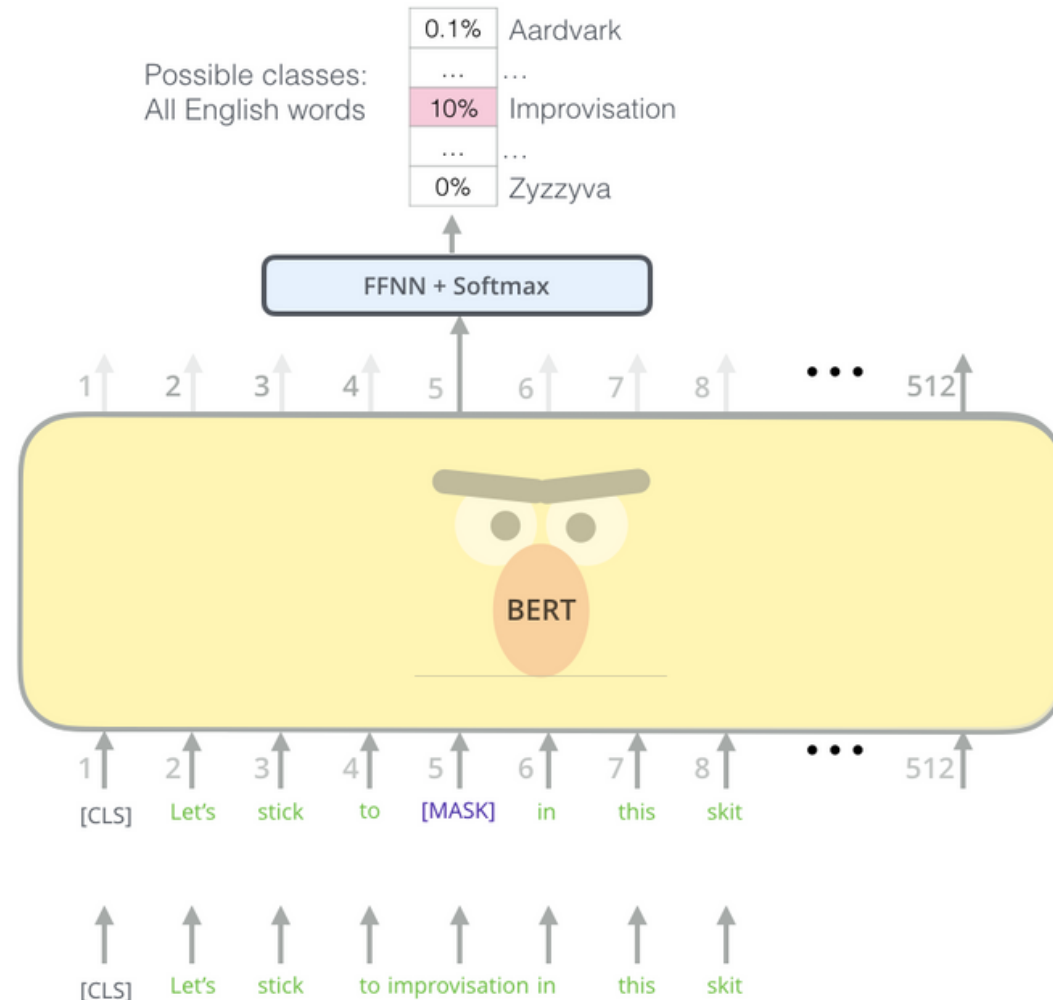 0.1% Aardvark
... ...
Possible classes:
All English words
10% Improvisation
... ...
0% Zyzzyva
FFNN + Softmax
1 2 3 4 5 6 7 8 ... 512
BERT
1 2 3 4 5 6 7 8 ... 512
[CLS] Let's stick to [MASK] in this skit
[CLS] Let's stick to improvisation in this skit